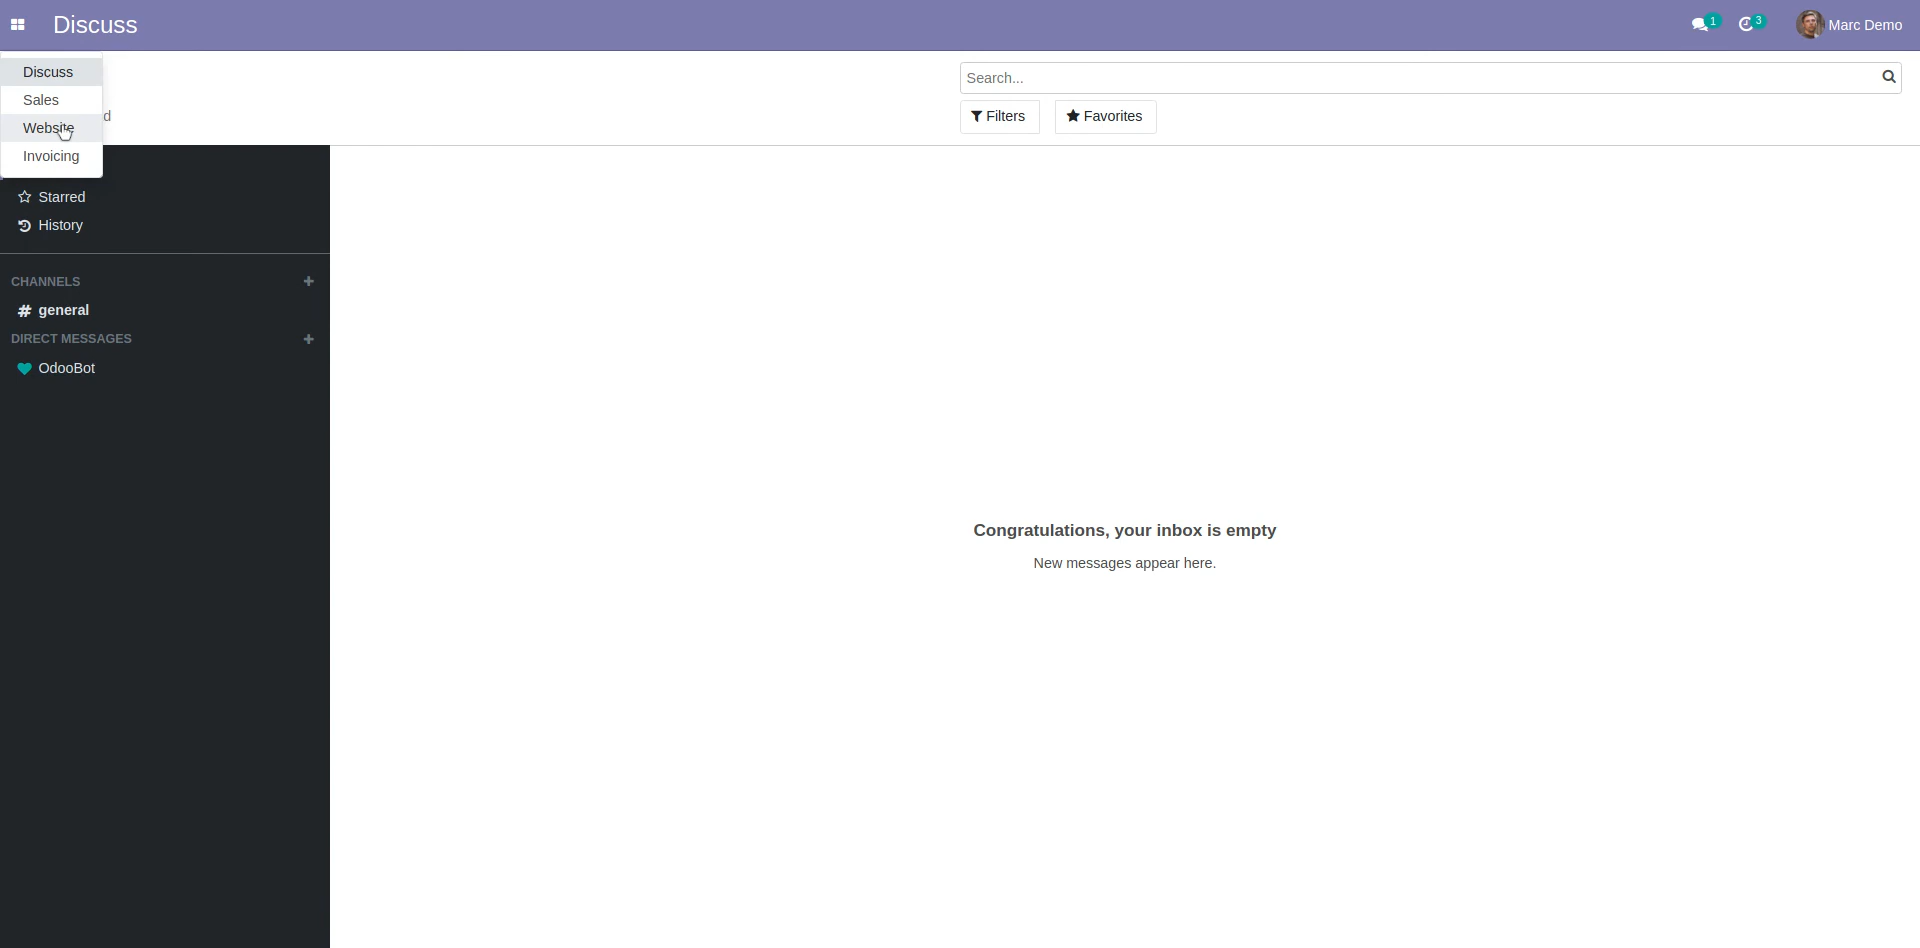 Discuss
1
3
Marc Demo
Discuss
Sales
Website
Invoicing
d
Search...
Filters
Favorites
Starred
History
CHANNELS
general
DIRECT MESSAGES
OdooBot
Congratulations, your inbox is empty
New messages appear here.